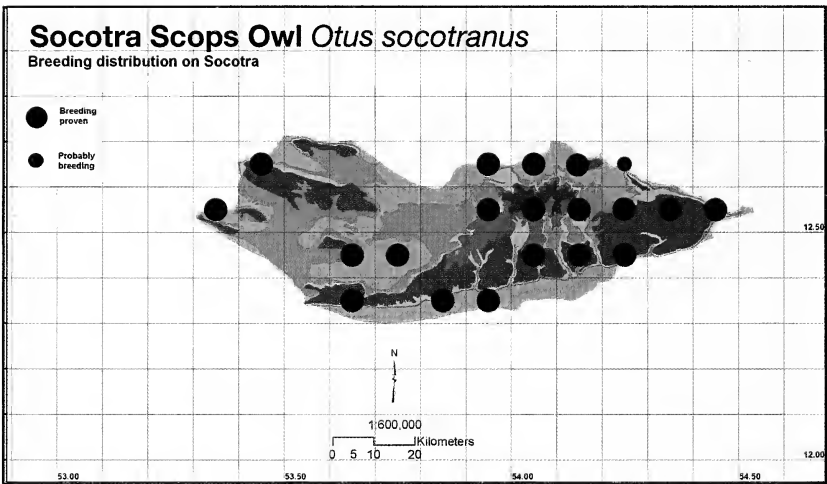 Socotra Scops Owl Otus socotranus
Breeding distribution on Socotra
Breeding
proven
Probably
breeding
12.50
N
1:600,000
Kilometers
0 5 10 20
12.00
53.00 53.50 54.00 54.50